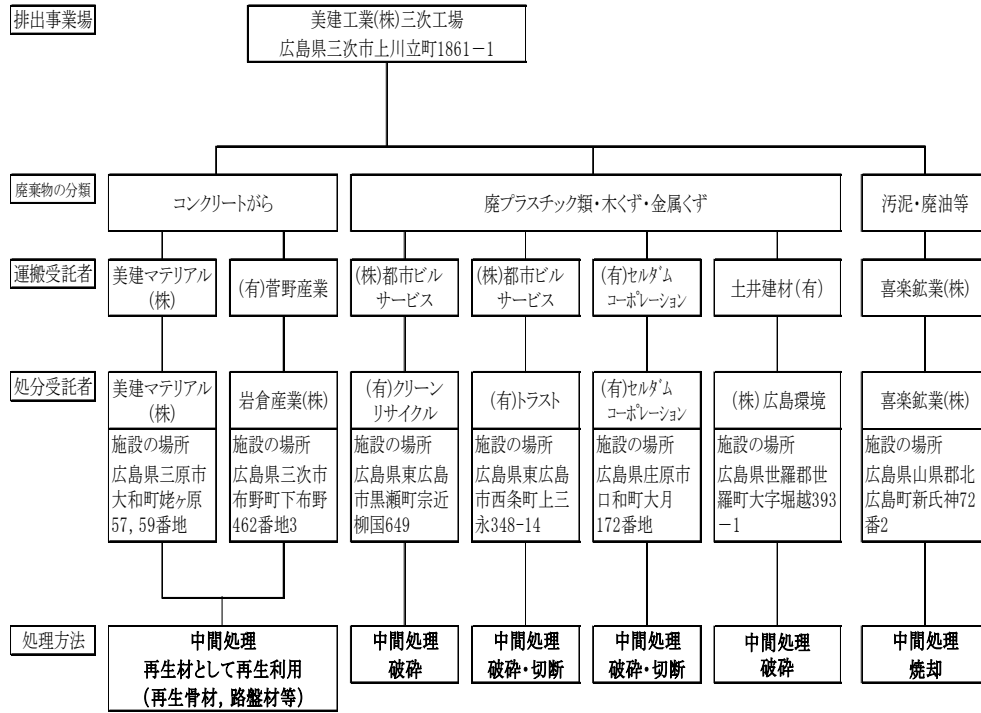 排出事業場
美建工業(株)三次工場
広島県三次市上川立町1861－1
廃棄物の分類
コンクリートがら
廃プラスチック類・木くず・金属くず
汚泥・廃油等
運搬受託者
美建マテリアル
(株)
(有)菅野産業
(株)都市ビル
サービス
(株)都市ビル
サービス
(有)セルダム
コーポレーション
土井建材(有)
喜楽鉱業(株)
処分受託者
美建マテリアル
(株)
岩倉産業(株)
(有)クリーン
リサイクル
(有)トラスト
(有)セルダム
コーポレーション
(株)広島環境
喜楽鉱業(株)
施設の場所
広島県三原市
大和町姥ヶ原
57,59番地
施設の場所
広島県三次市
布野町下布野
462番地3
施設の場所
広島県東広島
市黒瀬町宗近
柳国649
施設の場所
広島県東広島
市西条町上三
永348-14
施設の場所
広島県庄原市
口和町大月
172番地
施設の場所
広島県世羅郡世
羅町大字堀越393
－1
施設の場所
広島県山県郡北
広島町新氏神72
番2
処理方法
中間処理
再生材として再生利用
(再生骨材,路盤材等)
中間処理
破砕
中間処理
破砕・切断
中間処理
破砕・切断
中間処理
破砕
中間処理
焼却